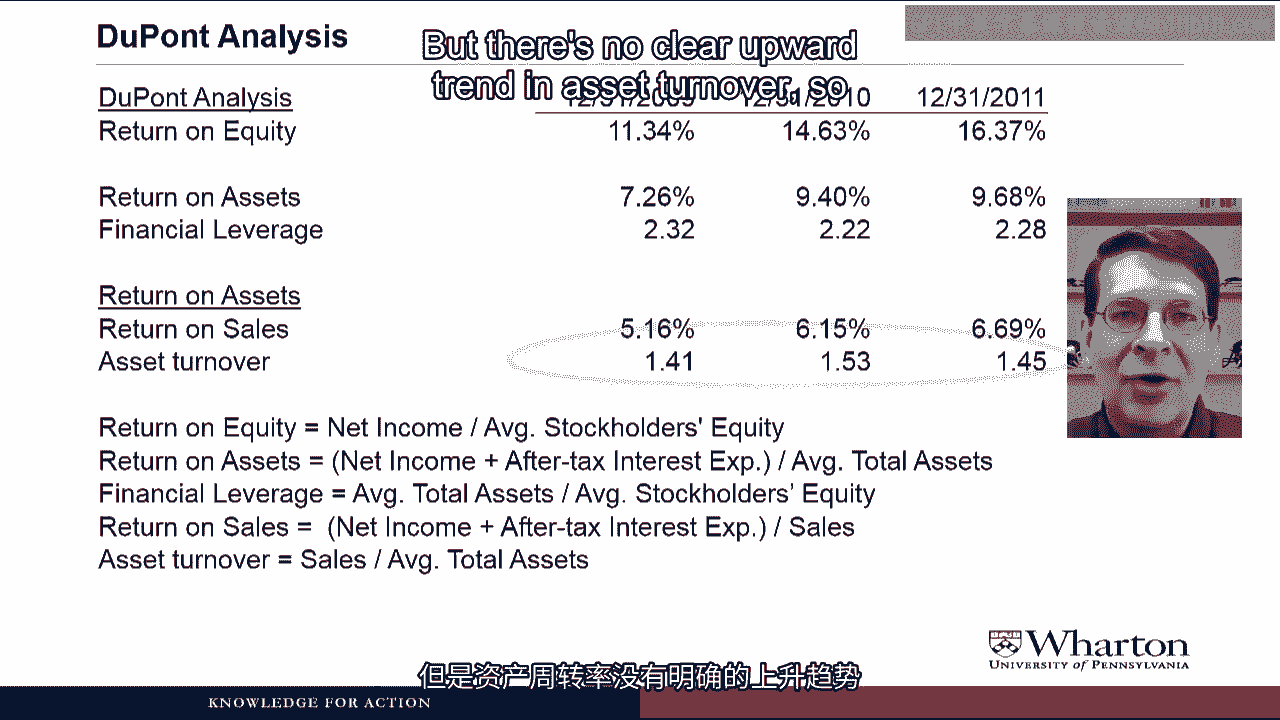 DuPont Analysis
But there's no clear upward
trend in asset turnover, so
DuPont Analysis 12/31/2009 12/31/2010 12/31/2011
Return on Equity 11.34% 14.63% 16.37%
Return on Assets 7.26% 9.40% 9.68%
Financial Leverage 2.32 2.22 2.28
Return on Assets
Return on Sales 5.16% 6.15% 6.69%
Asset turnover 1.41 1.53 1.45
Return on Equity = Net Income / Avg. Stockholders' Equity
Return on Assets = (Net Income + After-tax Interest Exp.) / Avg. Total Assets
Financial Leverage = Avg. Total Assets / Avg. Stockholders’ Equity
Return on Sales = (Net Income + After-tax Interest Exp.) / Sales
Asset turnover = Sales / Avg. Total Assets
Wharton
UNIVERSITY of PENNSYLVANIA
但是资产周转率没有明确的上升趋势
KNOWLEDGE FOR ACTION